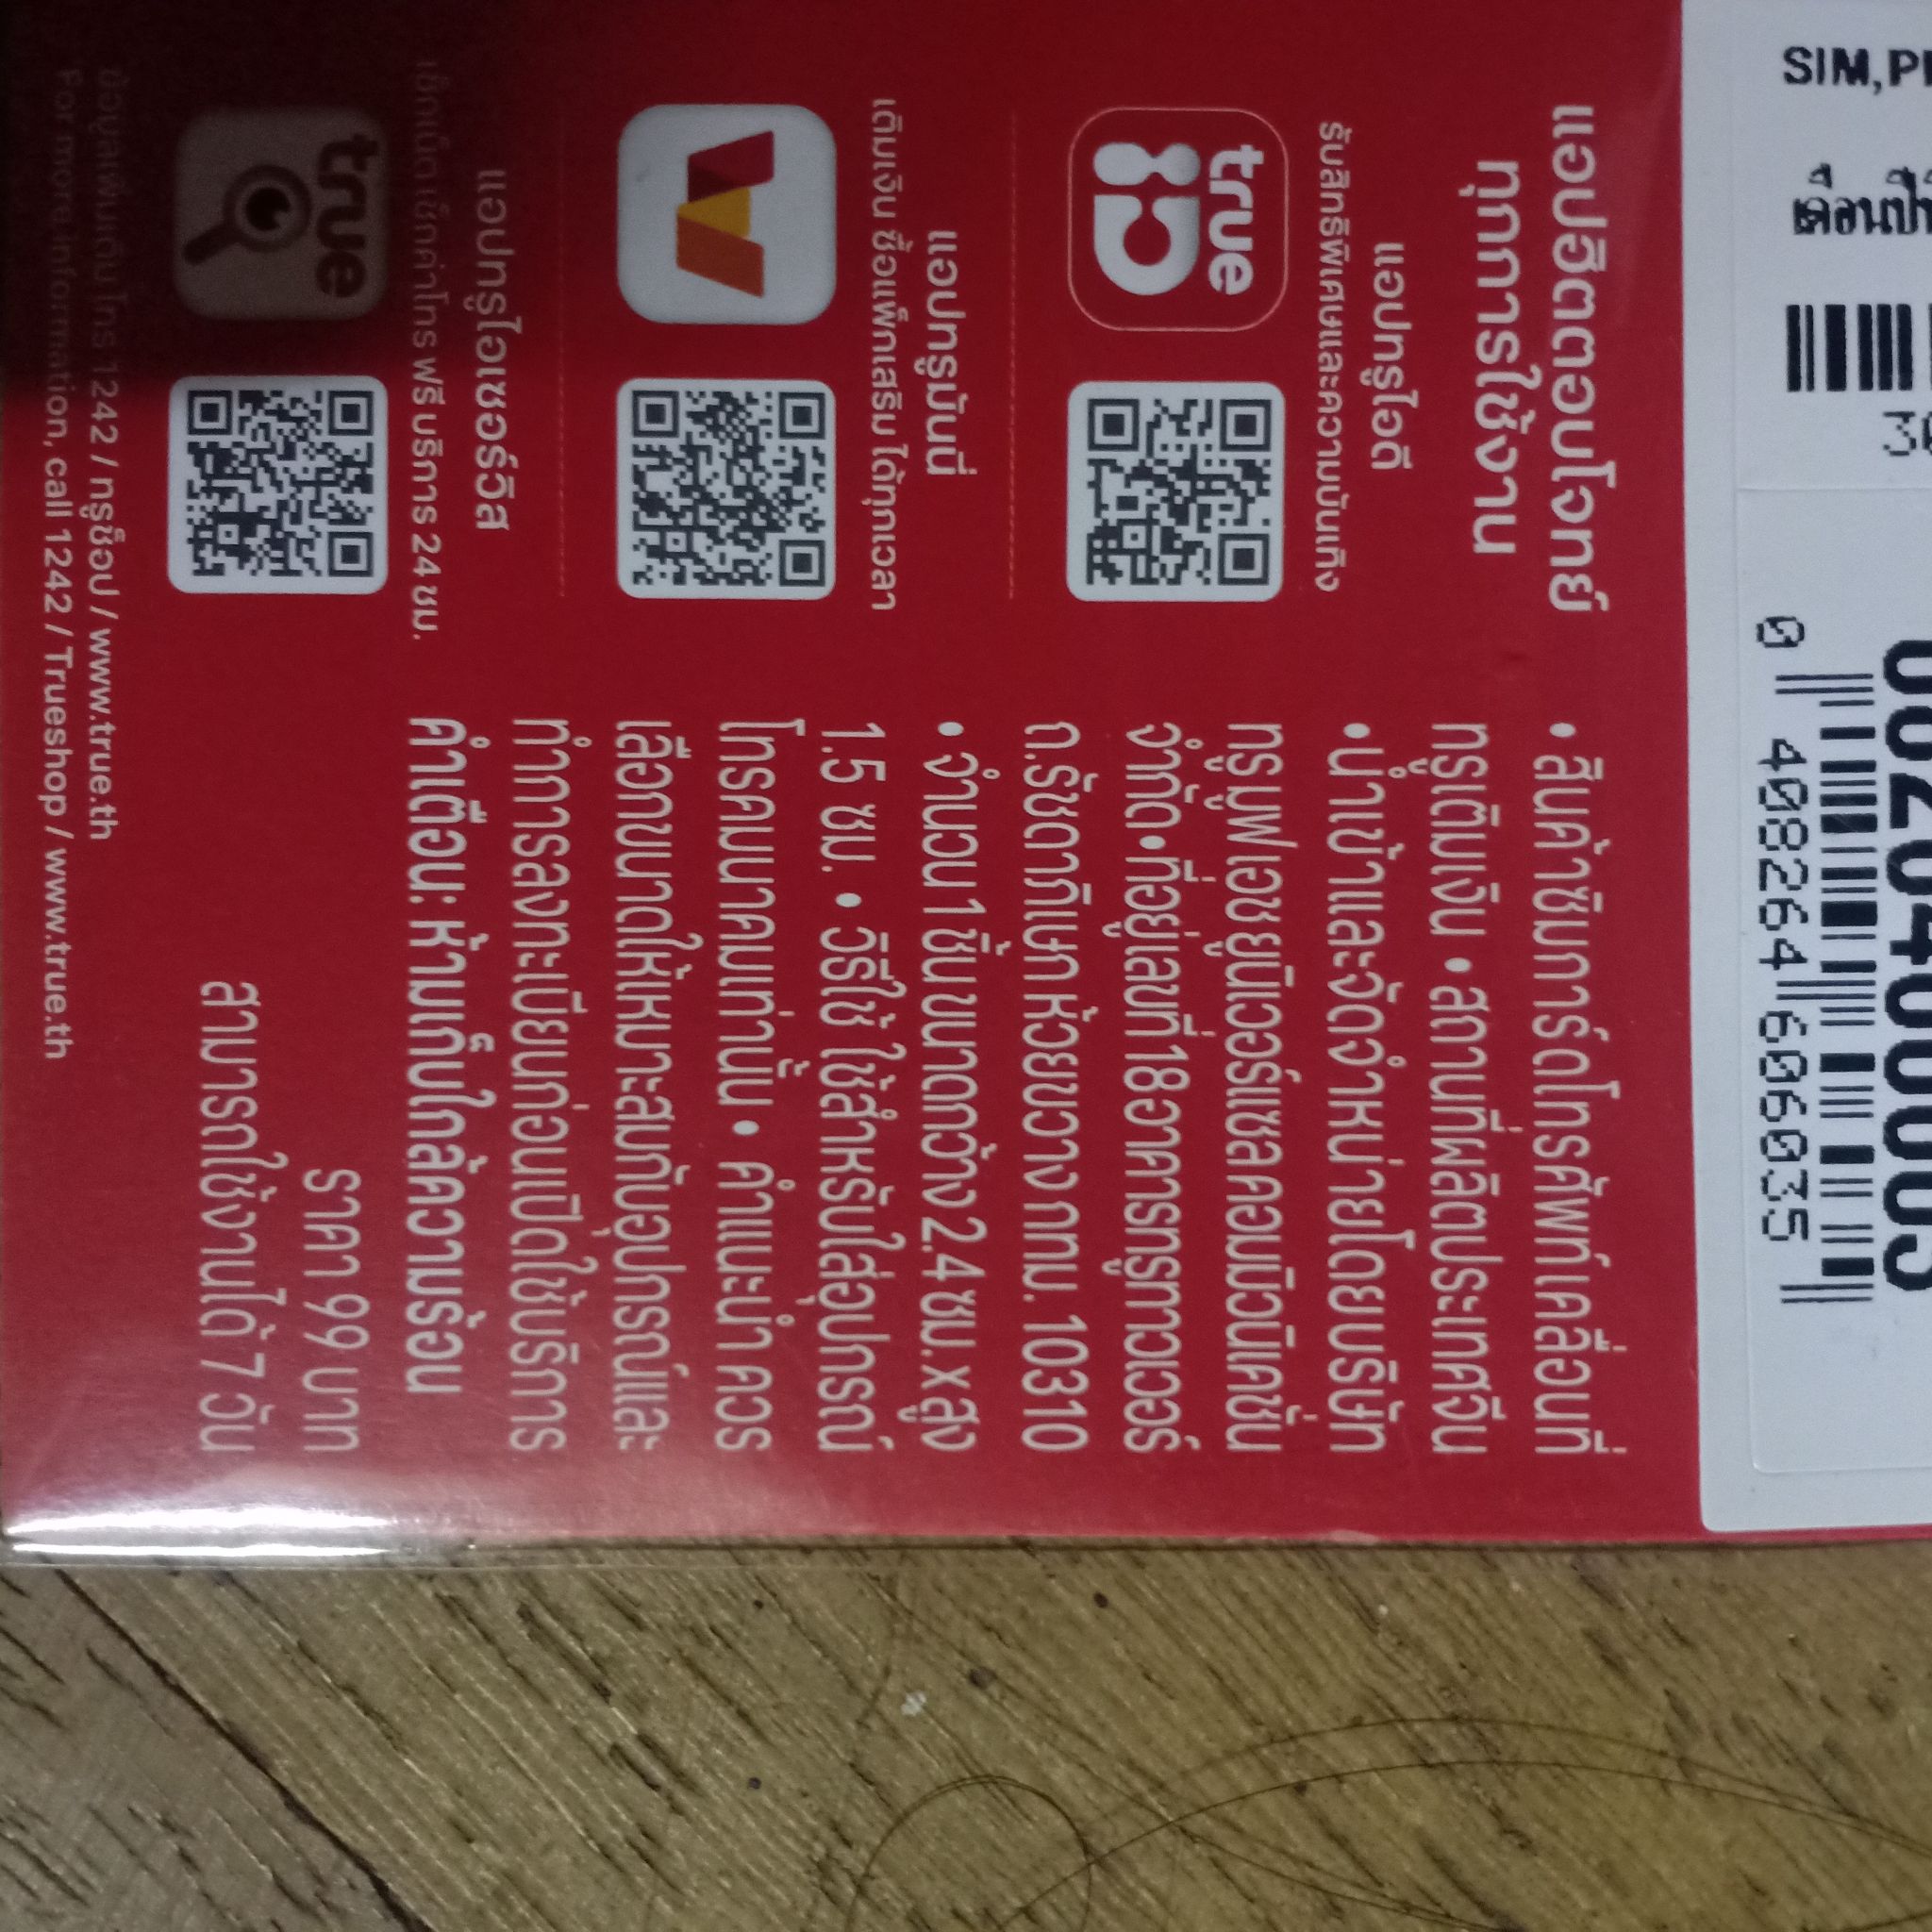 SIM,
เดือนปี
0 408264 606035
แอปฮิตตอบโจทย์
ทุกการใช้งาน
แอปทรูไอดี
รับสิทธิพิเศษและความบันเทิง
true
iD
แอปทรูมันนี่
เติมเงิน ซื้อแพ็กเสริม ได้ทุกเวลา
แอปทรูไอเซอร์วิส
เช็กเน็ต เช็กค่าโทร ฟรี บริการ 24 ชม.
true
• สินค้าซิมการ์ดโทรศัพท์เคลื่อนที่
ทรูเติมเงิน • สถานที่ผลิตประเทศจีน
• นำเข้าและจัดจำหน่ายโดย บริษัท
ทรู มูฟ เอช ยูนิเวอร์แซล คอมมิวนิเคชั่น
จำกัด • ที่อยู่เลขที่ 18 อาคารทรูทาวเวอร์
ถ.รัชดาภิเษก ห้วยขวาง กทม. 10310
• จำนวน 1 ชิ้น ขนาดกว้าง 2.4 ซม. x สูง
1.5 ซม. • วิธีใช้ ใช้สำหรับใส่อุปกรณ์
โทรคมนาคมเท่านั้น • คำแนะนำ ควร
เลือกขนาดให้เหมาะสมกับอุปกรณ์และ
ทำการลงทะเบียนก่อนเปิดใช้บริการ
คำเตือน: ห้ามเก็บใกล้ความร้อน
ราคา 99 บาท
สามารถใช้งานได้ 7 วัน
ข้อมูลเพิ่มเติม โทร 1242 / ทรูช็อป / www.true.th
For more information, call 1242 / Trueshop / www.true.th